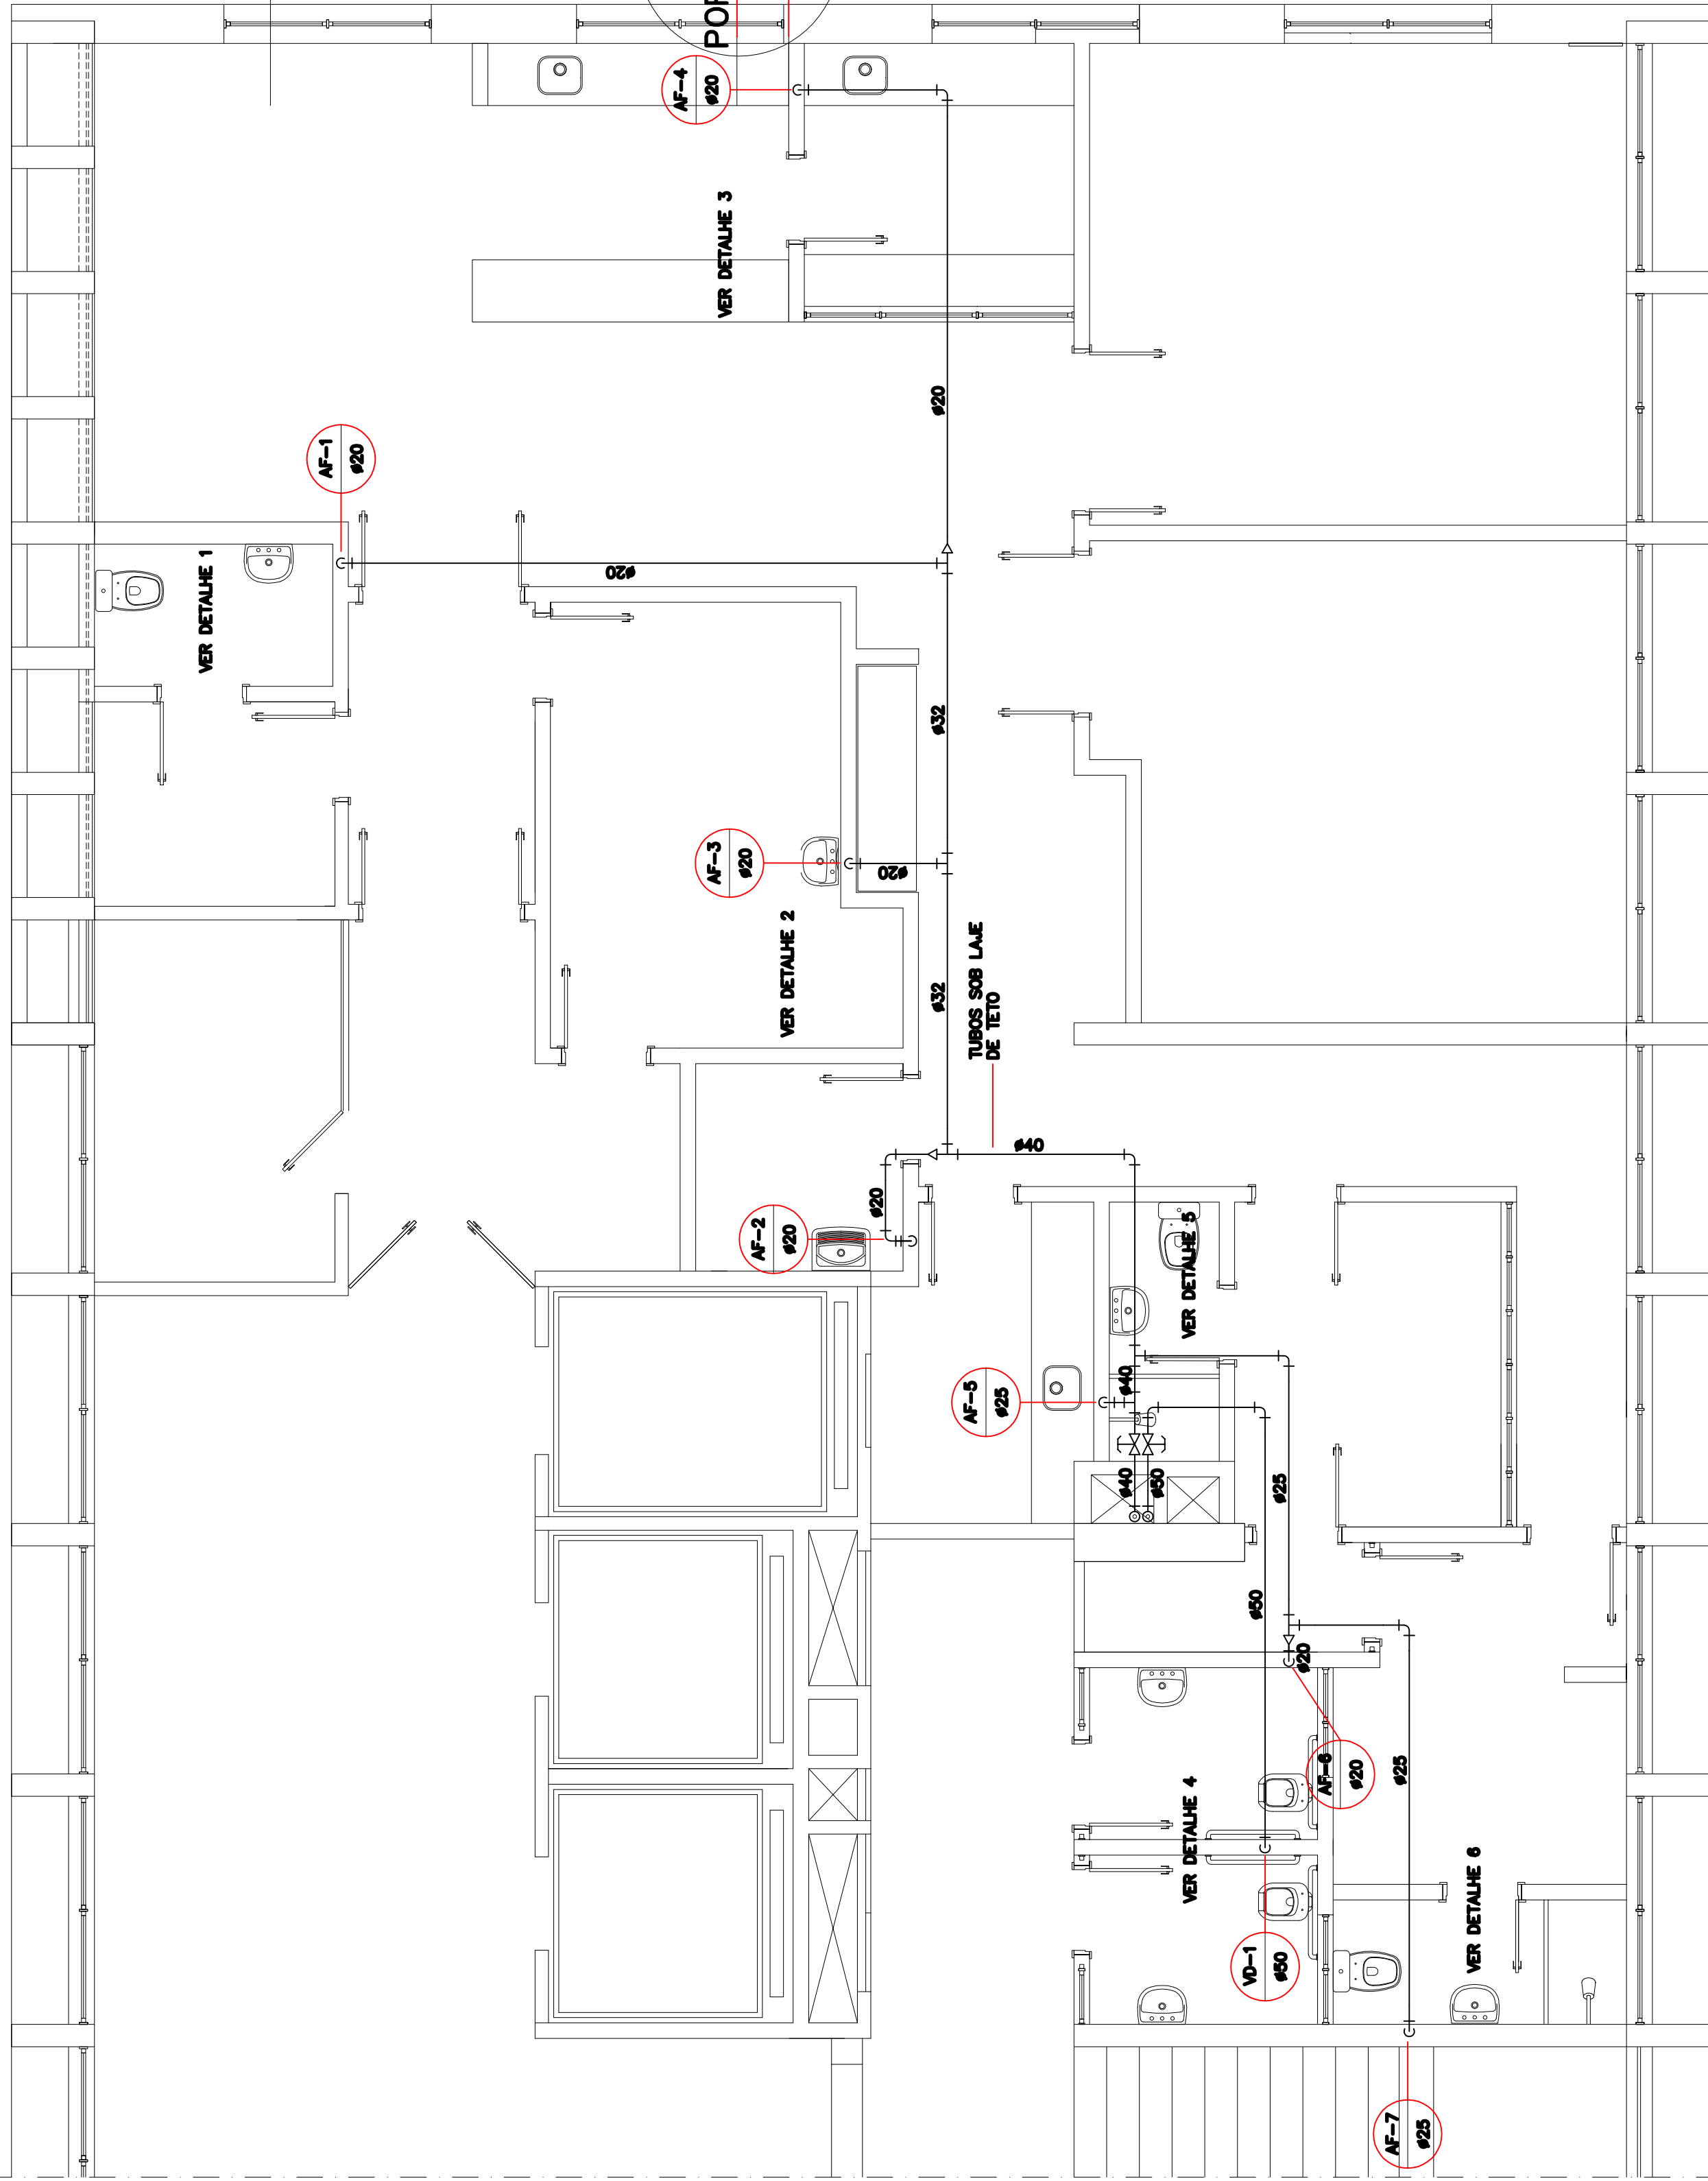 POR
AF-4
ø20
VER DETALHE 3
ø20
AF-1
ø20
VER DETALHE 1
ø20
ø32
AF-3
ø20
ø20
VER DETALHE 2
ø32
TUBOS SOB LAJE
DE TETO
ø40
ø20
AF-2
ø20
VER DETALHE 5
AF-5
ø25
ø40
ø40
ø50
ø25
ø50
ø20
AF-6
ø20
ø25
VER DETALHE 4
VER DETALHE 6
VD-1
ø50
AF-7
ø25